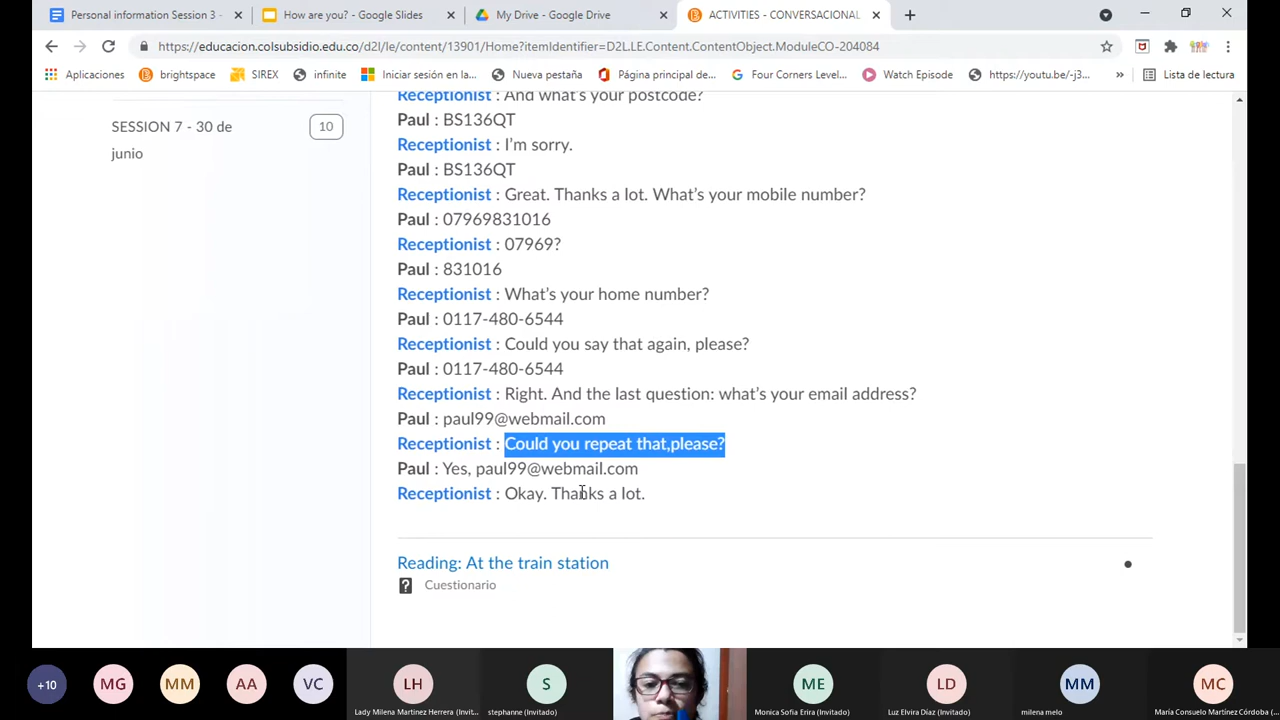 Personal information Session 3 -
How are you? - Google Slides
My Drive - Google Drive
ACTIVITIES - CONVERSACIONAL
https://educacion.colsubsidio.edu.co/d2l/le/content/13901/Home?itemIdentifier=D2L.LE.Content.ContentObject.ModuleCO-204084
Aplicaciones
brightspace
SIREX
infinite
Iniciar sesión en la...
Nueva pestaña
Página principal de...
Four Corners Level...
Watch Episode
https://youtu.be/-j3...
»
Lista de lectura
SESSION 7 - 30 de
junio
10
Receptionist : And what's your postcode?
Paul : BS136QT
Receptionist : I'm sorry.
Paul : BS136QT
Receptionist : Great. Thanks a lot. What's your mobile number?
Paul : 07969831016
Receptionist : 07969?
Paul : 831016
Receptionist : What's your home number?
Paul : 0117-480-6544
Receptionist : Could you say that again, please?
Paul : 0117-480-6544
Receptionist : Right. And the last question: what's your email address?
Paul : paul99@webmail.com
Receptionist : Could you repeat that,please?
Paul : Yes, paul99@webmail.com
Receptionist : Okay. Thanks a lot.
Reading: At the train station
Cuestionario
+10
MG
MM
AA
VC
LH
Lady Milena Martinez Herrera (Invit...
S
stephanie (Invitado)
ME
Monica Sofia Erira (Invitado)
LD
Luz Elvira Díaz (Invitado)
MM
milena melo
MC
María Consuelo Martínez Córdoba (...